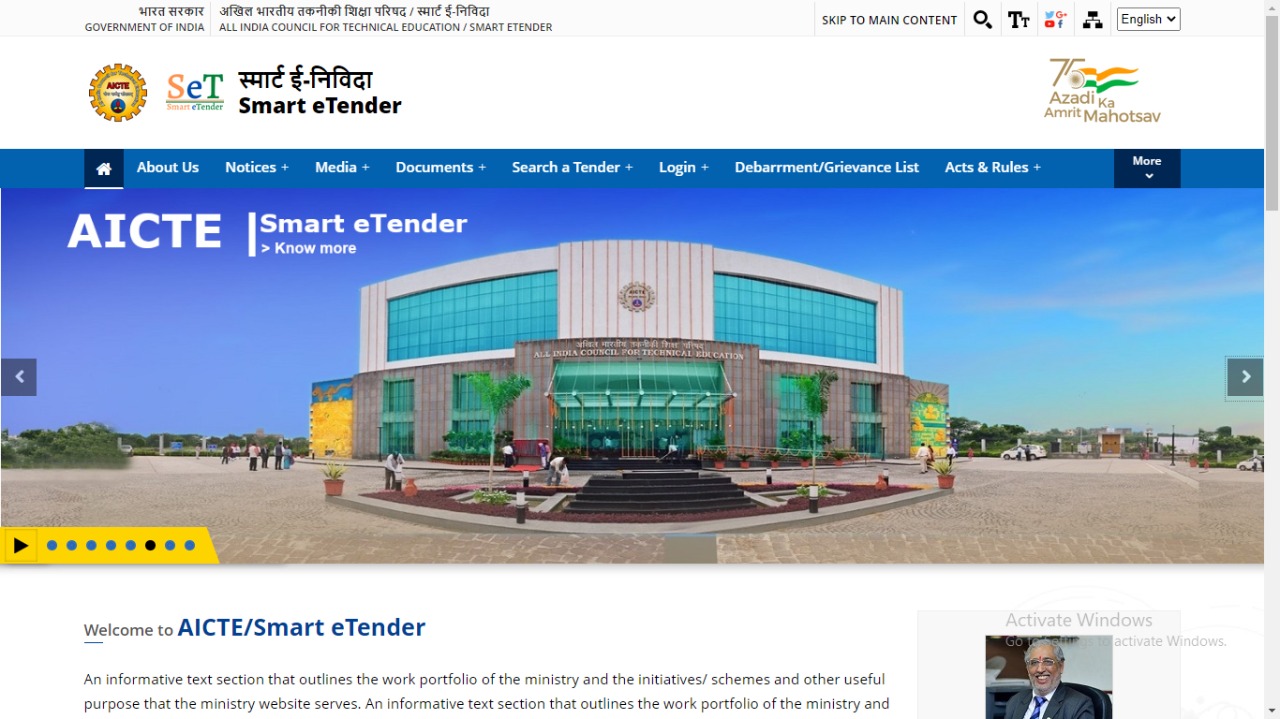 भारत सरकार
GOVERNMENT OF INDIA
अखिल भारतीय तकनीकी शिक्षा परिषद / स्मार्ट ई-निविदा
ALL INDIA COUNCIL FOR TECHNICAL EDUCATION / SMART ETENDER
SKIP TO MAIN CONTENT
TT
English
AICTE
SeT
Smart eTender
स्मार्ट ई-निविदा
Smart eTender
75
Azadi Ka
Amrit Mahotsav
About Us
Notices +
Media +
Documents +
Search a Tender +
Login +
Debarrment/Grievance List
Acts & Rules +
More
AICTE
Smart eTender
> Know more
AICTE
अखिल भारतीय तकनीकी शिक्षा परिषद
ALL INDIA COUNCIL FOR TECHNICAL EDUCATION
Welcome to AICTE/Smart eTender
An informative text section that outlines the work portfolio of the ministry and the initiatives/ schemes and other useful
purpose that the ministry website serves. An informative text section that outlines the work portfolio of the ministry and
Activate Windows
Go to Settings to activate Windows.